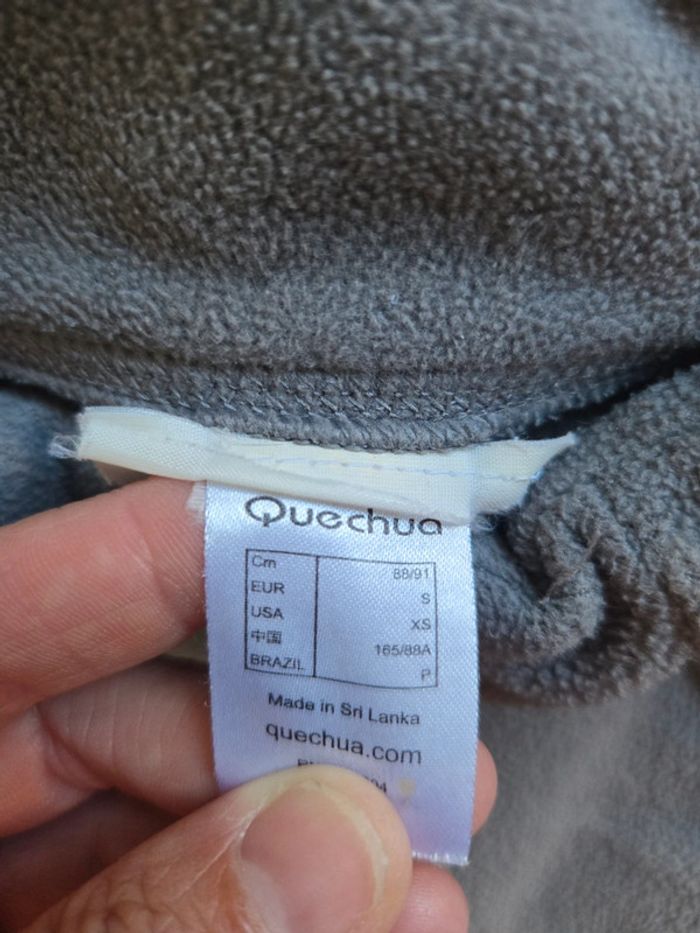 Quechua
Cm 88/91
EUR S
USA XS
中国 165/88A
BRAZIL P
Made in Sri Lanka
quechua.com